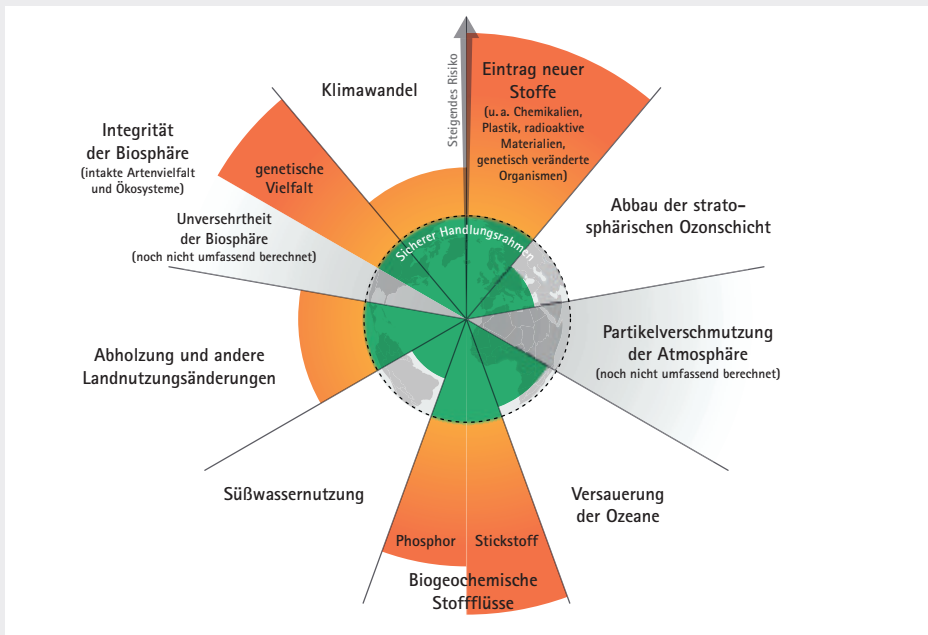 Klimawandel
Steigendes Risiko
Eintrag neuer
Stoffe
(u. a. Chemikalien,
Plastik, radioaktive
Materialien,
genetisch veränderte
Organismen)
Integrität
der Biosphäre
(intakte Artenvielfalt
und Ökosysteme)
genetische
Vielfalt
Unversehrtheit
der Biosphäre
(noch nicht umfassend berechnet)
Abbau der strato-
sphärischen Ozonschicht
Sicherer Handlungsrahmen
Partikelverschmutzung
der Atmosphäre
(noch nicht umfassend berechnet)
Abholzung und andere
Landnutzungsänderungen
Süßwassernutzung
Versauerung
der Ozeane
Phosphor
Stickstoff
Biogeochemische
Stoffflüsse